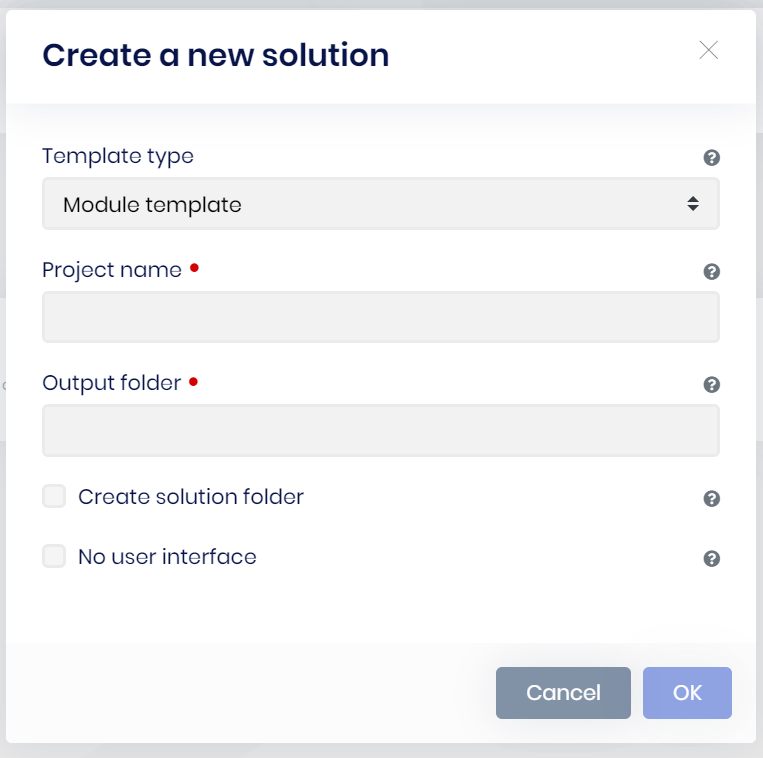 Create a new solution
Template type
Module template
Project name
Output folder
Create solution folder
No user interface
Cancel
OK